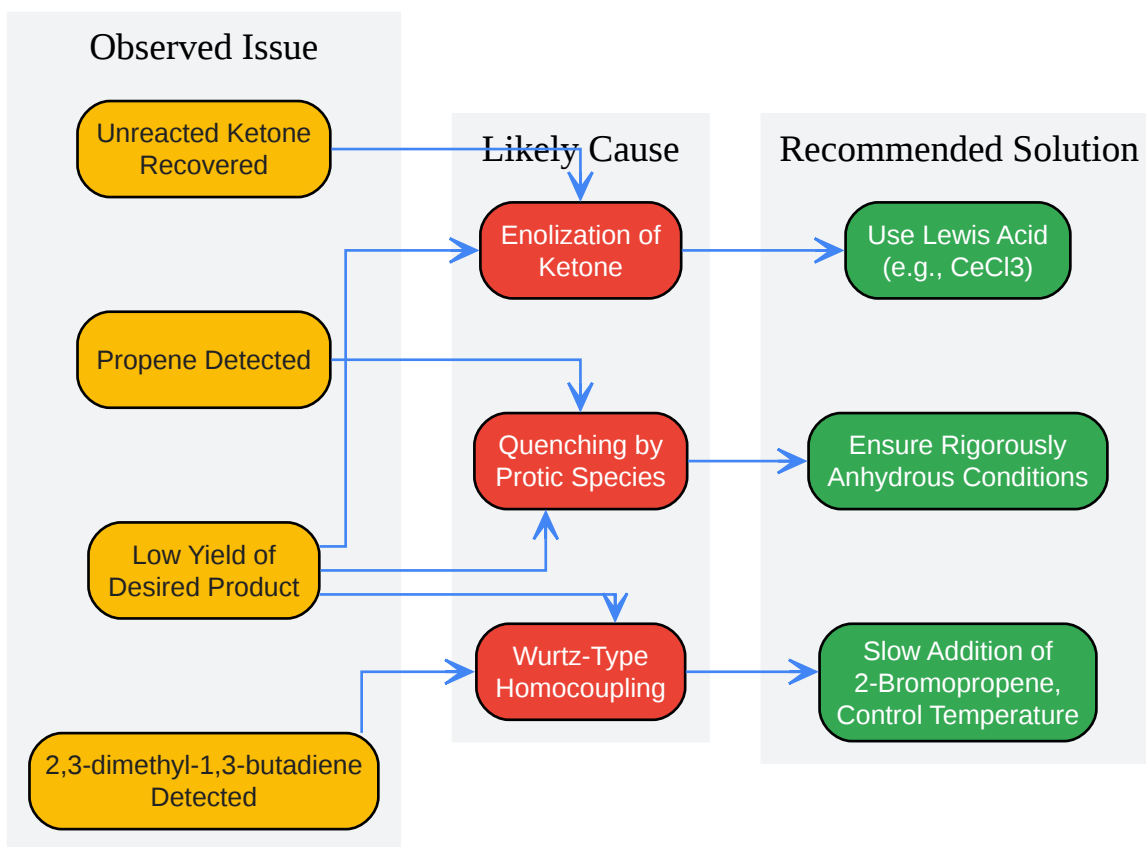 Observed Issue
Unreacted Ketone
Recovered
Propene Detected
Low Yield of
Desired Product
2,3-dimethyl-1,3-butadiene
Detected
Likely Cause
Enolization of
Ketone
Quenching by
Protic Species
Wurtz-Type
Homocoupling
Recommended Solution
Use Lewis Acid
(e.g., CeCl3)
Ensure Rigorously
Anhydrous Conditions
Slow Addition of
2-Bromopropene,
Control Temperature